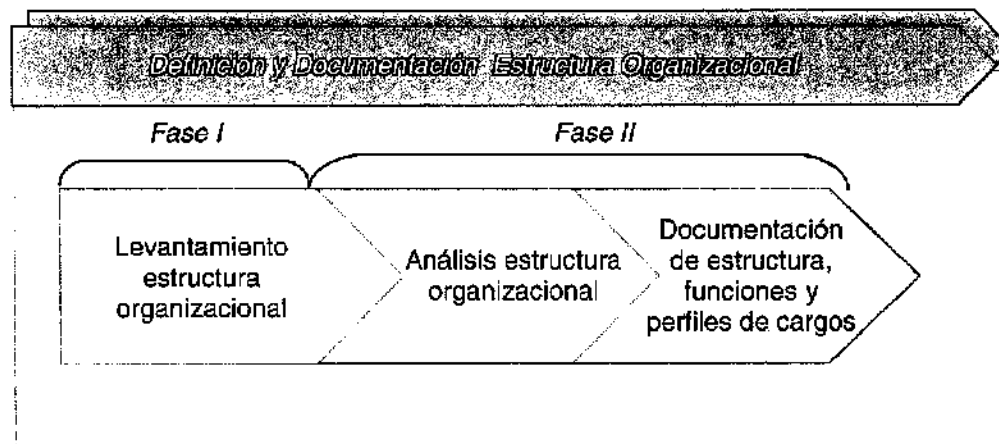 Definición y Documentación Estructura Organizacional
Fase I
Fase II
Levantamiento
estructura
organizacional
Análisis estructura
organizacional
Documentación
de estructura,
funciones y
perfiles de cargos